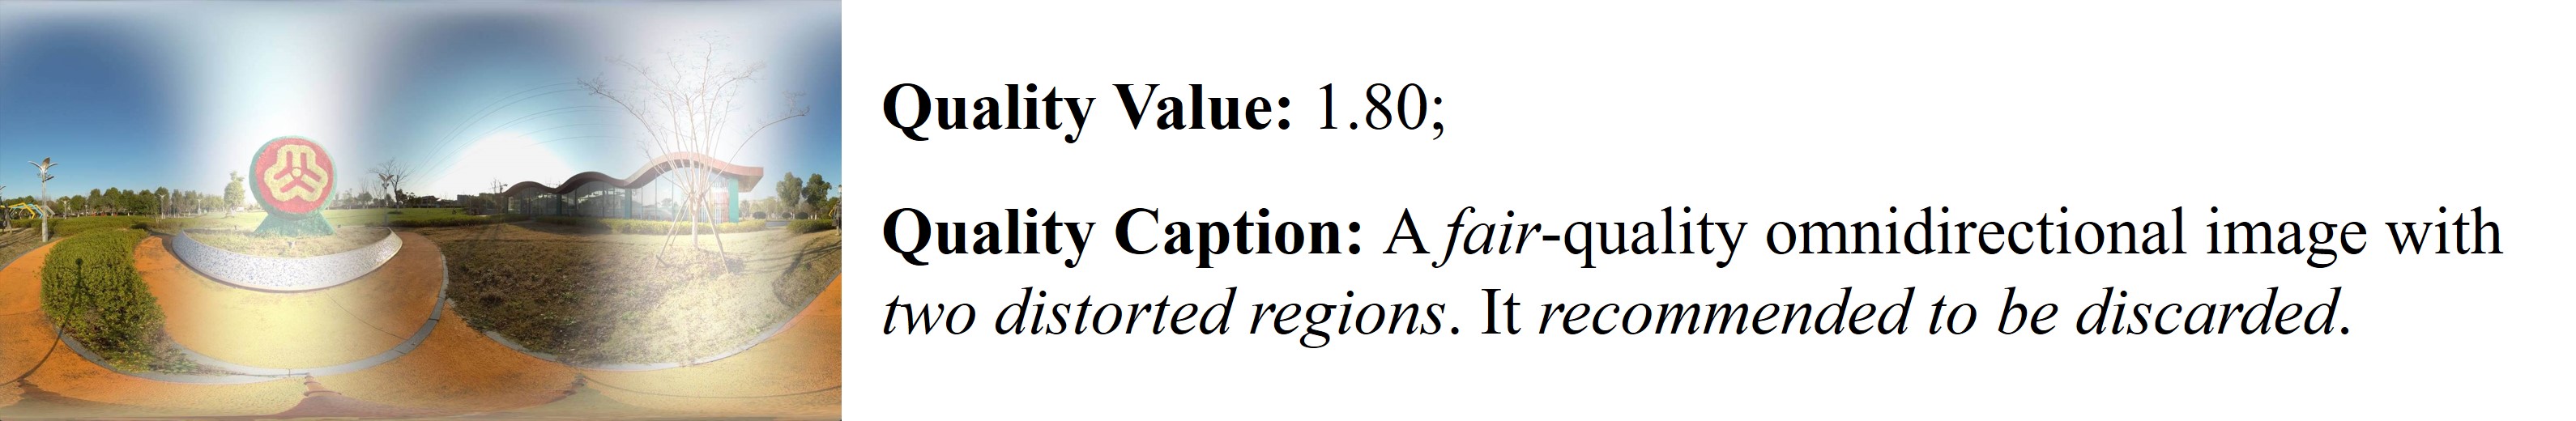 Quality Value: 1.80;
Quality Caption: A fair-quality omnidirectional image with
two distorted regions. It recommended to be discarded.